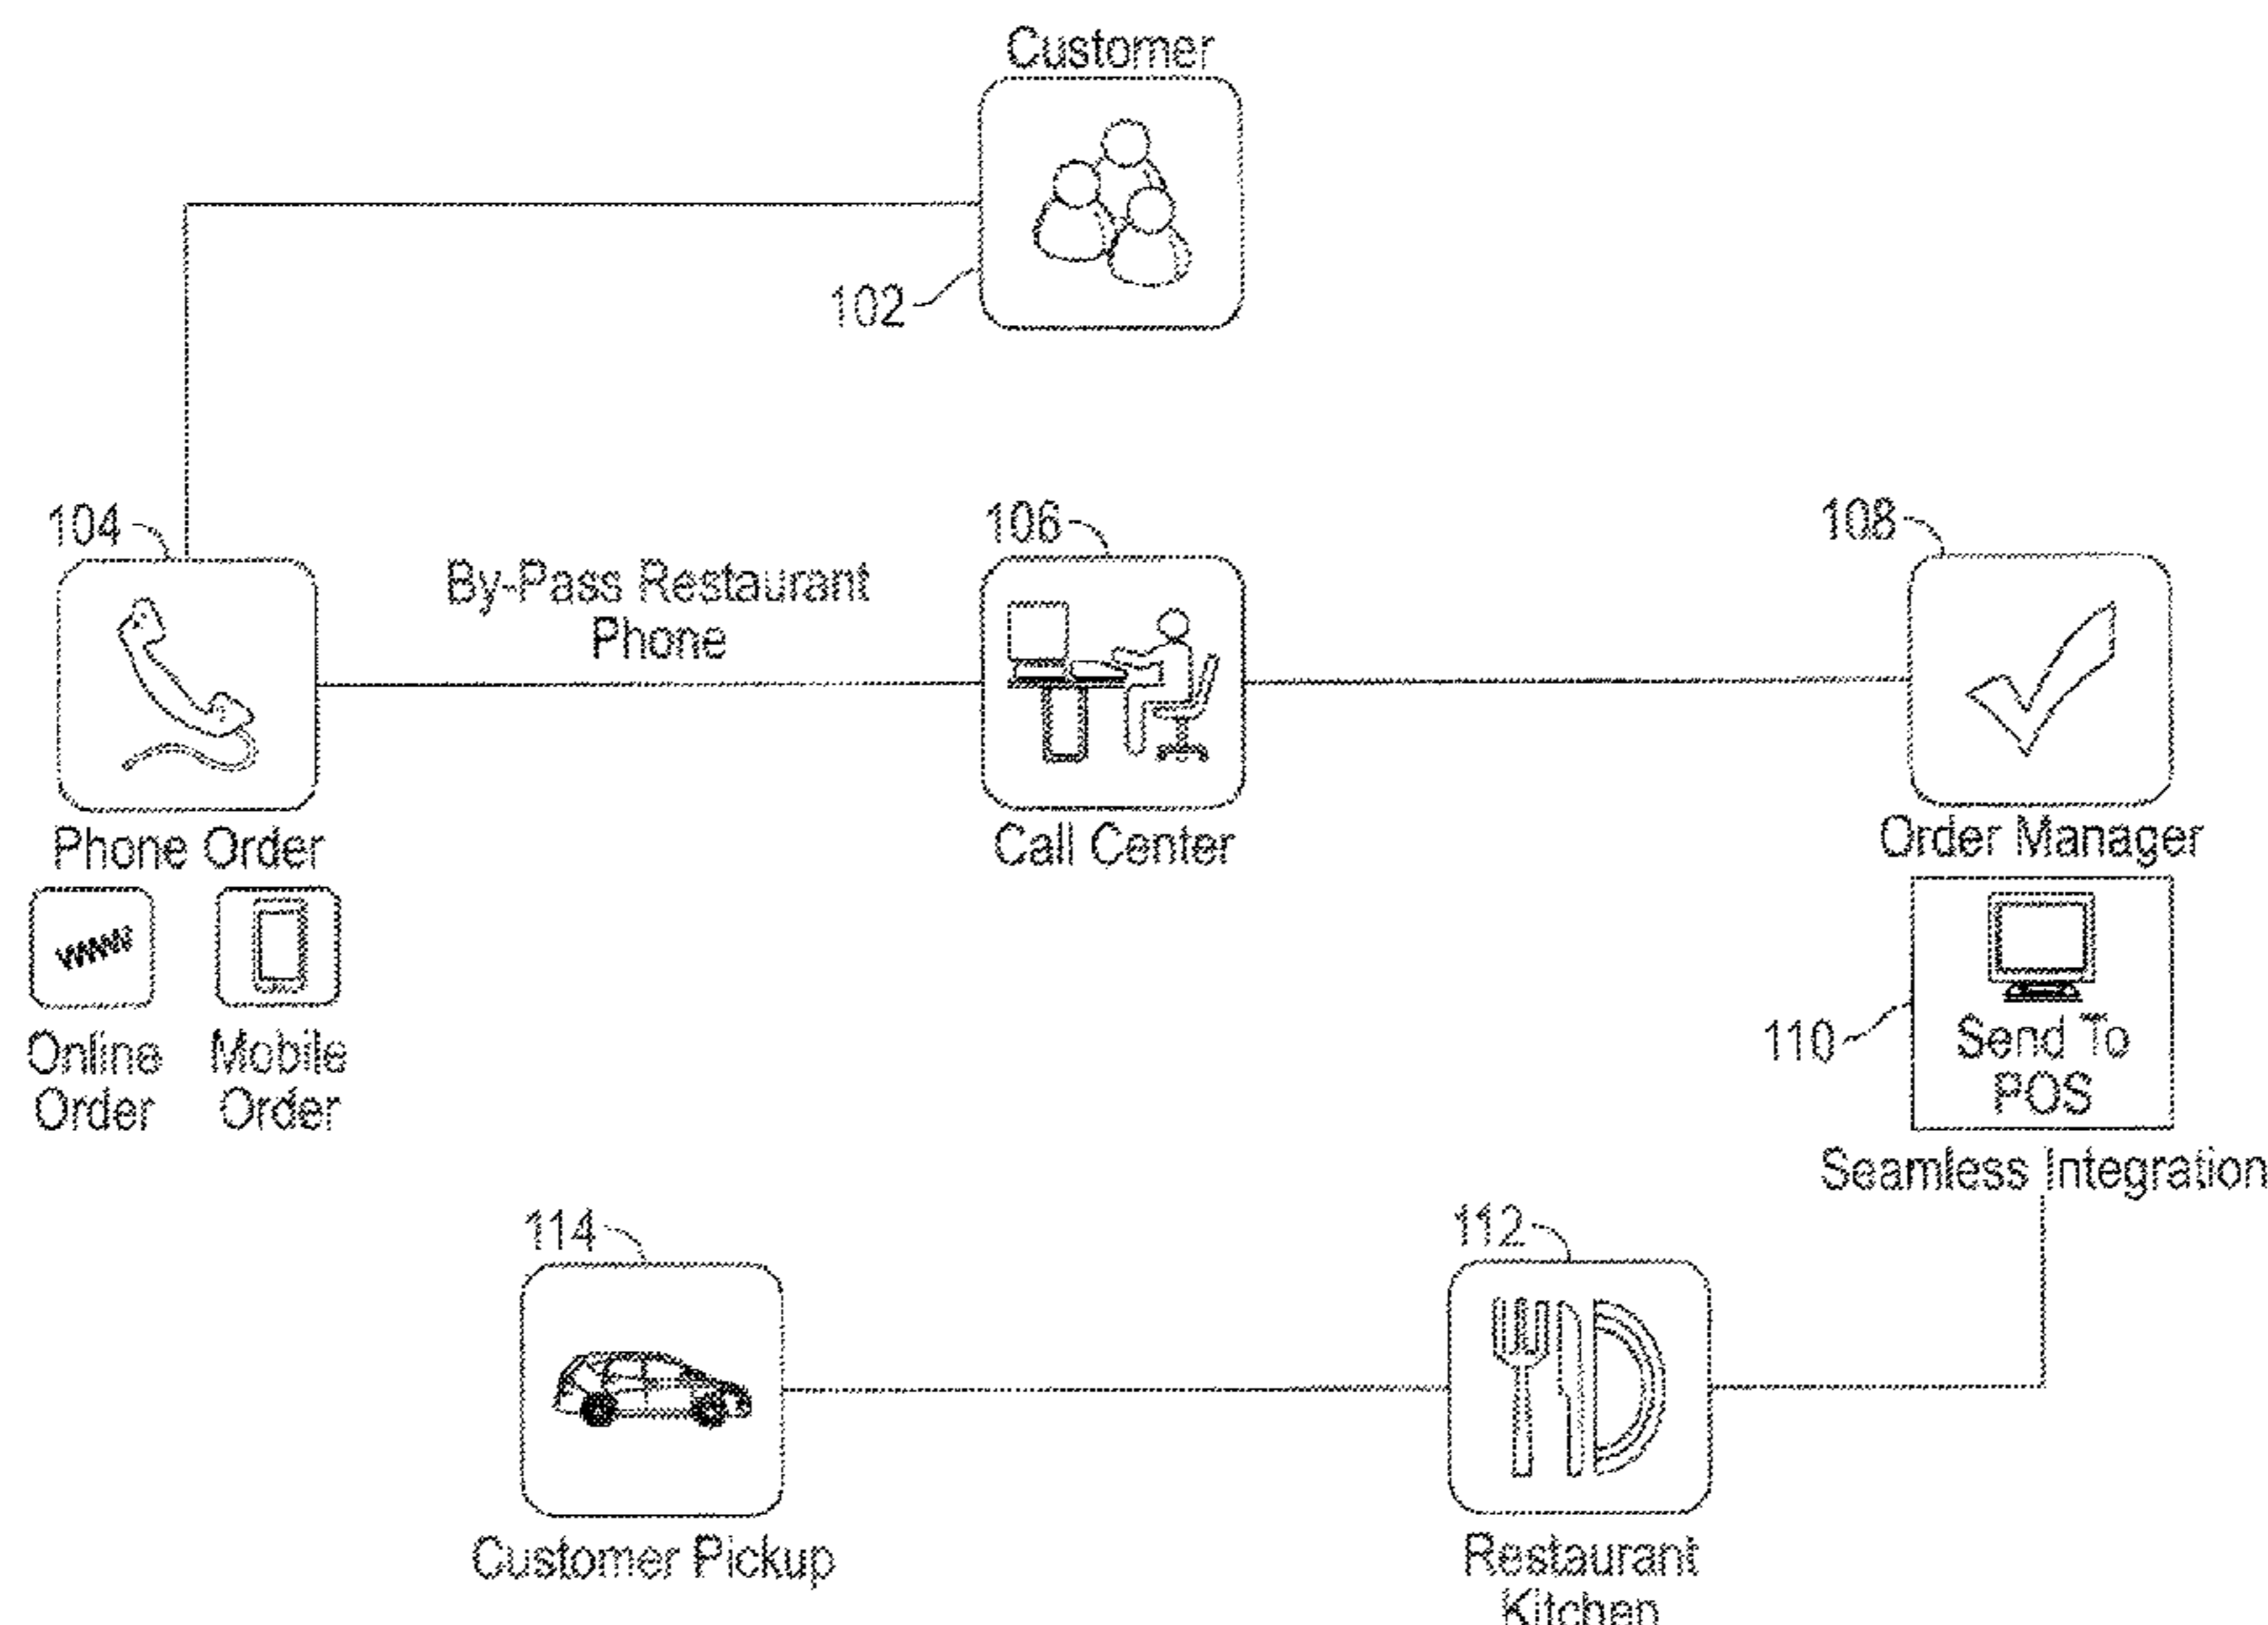 Customer
102
104
By-Pass Restaurant
Phone
106
108
Phone Order
Call Center
Order Manager
www
Online
Order
Mobile
Order
110
Send To
POS
Seamless Integration
114
112
Customer Pickup
Restaurant
Kitchen